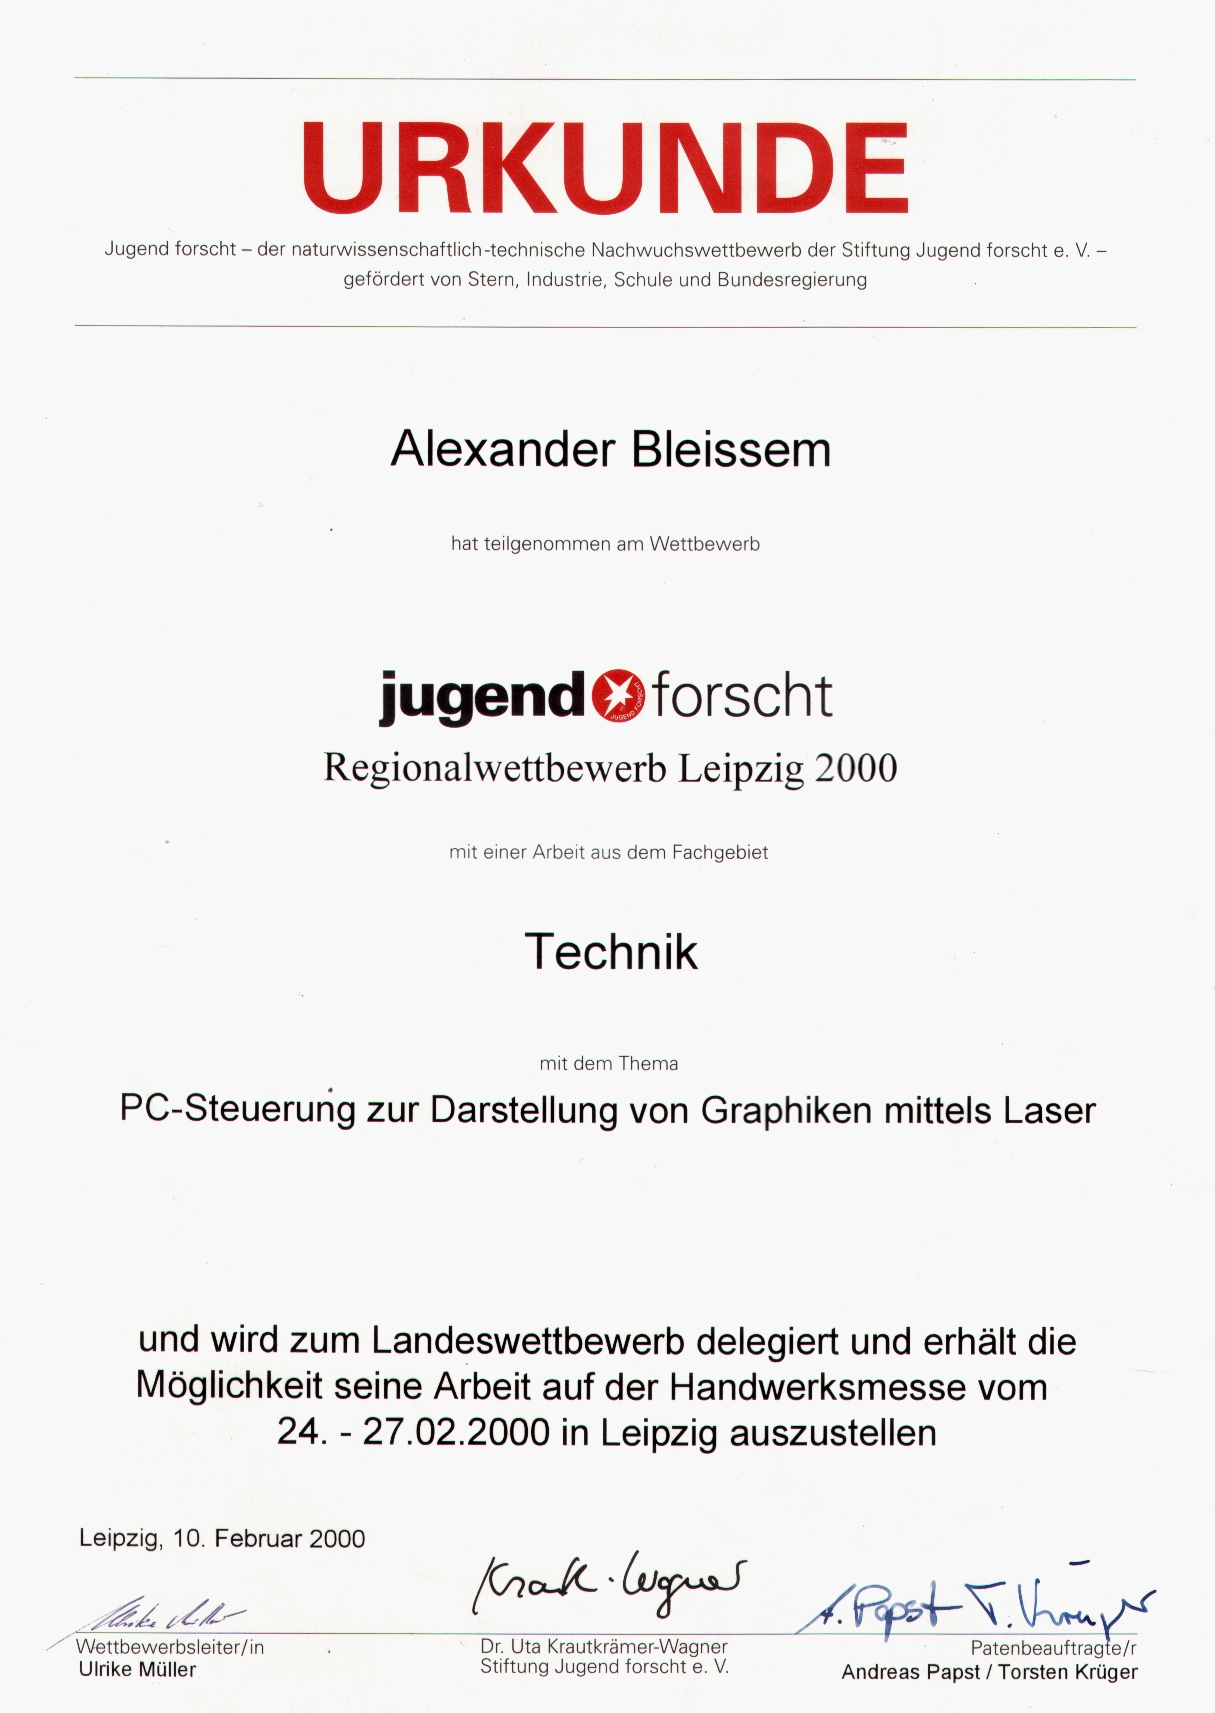 URKUNDE
Jugend forscht – der naturwissenschaftlich-technische Nachwuchswettbewerb der Stiftung Jugend forscht e. V. –
gefördert von Stern, Industrie, Schule und Bundesregierung
Alexander Bleissem
hat teilgenommen am Wettbewerb
jugend forscht
JUGEND FORSCHT
Regionalwettbewerb Leipzig 2000
mit einer Arbeit aus dem Fachgebiet
Technik
mit dem Thema
PC-Steuerung zur Darstellung von Graphiken mittels Laser
und wird zum Landeswettbewerb delegiert und erhält die
Möglichkeit seine Arbeit auf der Handwerksmesse vom
24. - 27.02.2000 in Leipzig auszustellen
Leipzig, 10. Februar 2000
A. Papst T. Krüger
Wettbewerbsleiter/in
Ulrike Müller
Dr. Uta Krautkrämer-Wagner
Stiftung Jugend forscht e. V.
Patenbeauftragte/r
Andreas Papst / Torsten Krüger